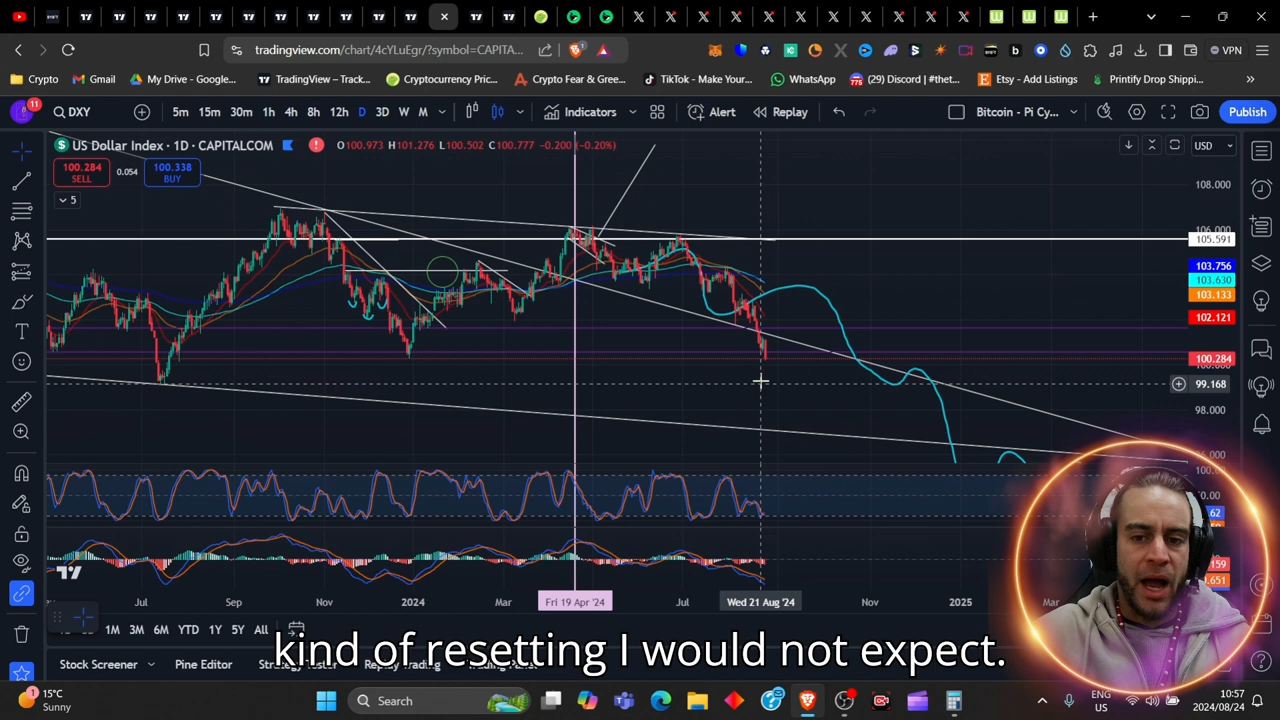 tradingview.com/chart/4cYLuEgr/?symbol=CAPITA...
VPN
Crypto
Gmail
My Drive - Google...
TradingView – Track...
Cryptocurrency Pric...
Crypto Fear & Gree...
TikTok - Make Your...
WhatsApp
(29) Discord | #thet...
Etsy - Add Listings
Printify Drop Shippi...
11
DXY
5m
15m
30m
1h
4h
8h
12h
D
3D
W
M
Indicators
Alert
Replay
Bitcoin - Pi Cy...
Publish
US Dollar Index · 1D · CAPITALCOM
O100.973 H101.276 L100.502 C100.777 -0.200 (-0.20%)
USD
100.284
SELL
0.054
100.338
BUY
5
108.000
105.591
103.756
103.630
103.133
102.121
100.284
99.168
98.000
Jul
Sep
Nov
2024
Mar
Fri 19 Apr '24
Jul
Wed 21 Aug '24
Nov
2025
Mar
1M
3M
6M
YTD
1Y
5Y
All
kind of resetting I would not expect.
Stock Screener
Pine Editor
1
15°C
Sunny
Search
ENG
US
10:57
2024/08/24